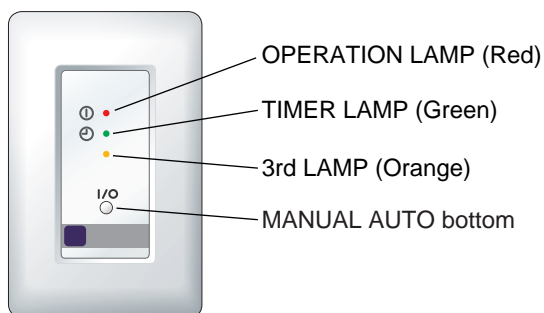 OPERATION LAMP (Red)
TIMER LAMP (Green)
3rd LAMP (Orange)
I/O
MANUAL AUTO bottom